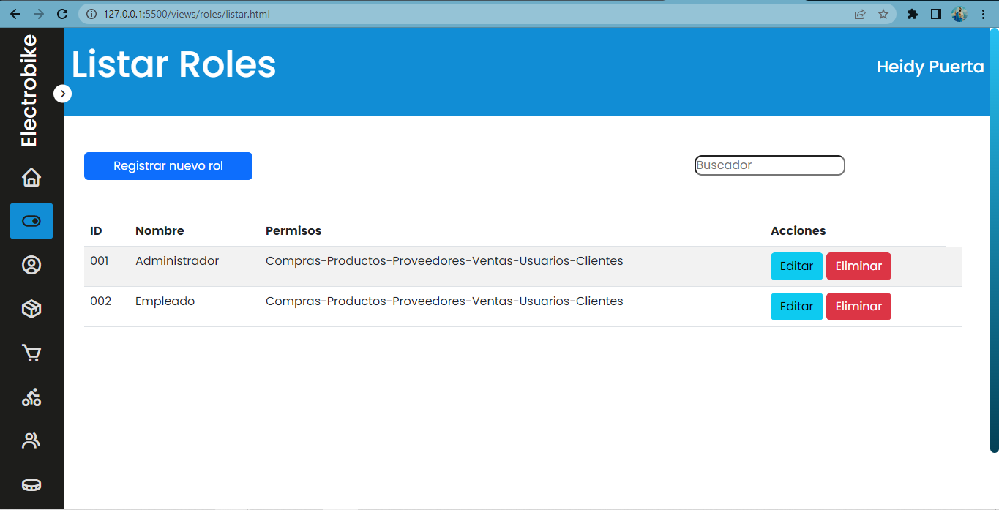 127.0.0.1:5500/views/roles/listar.html
Electrobike
Listar Roles
Heidy Puerta
Registrar nuevo rol
Buscador
ID Nombre Permisos Acciones
001 Administrador Compras-Productos-Proveedores-Ventas-Usuarios-Clientes Editar Eliminar
002 Empleado Compras-Productos-Proveedores-Ventas-Usuarios-Clientes Editar Eliminar